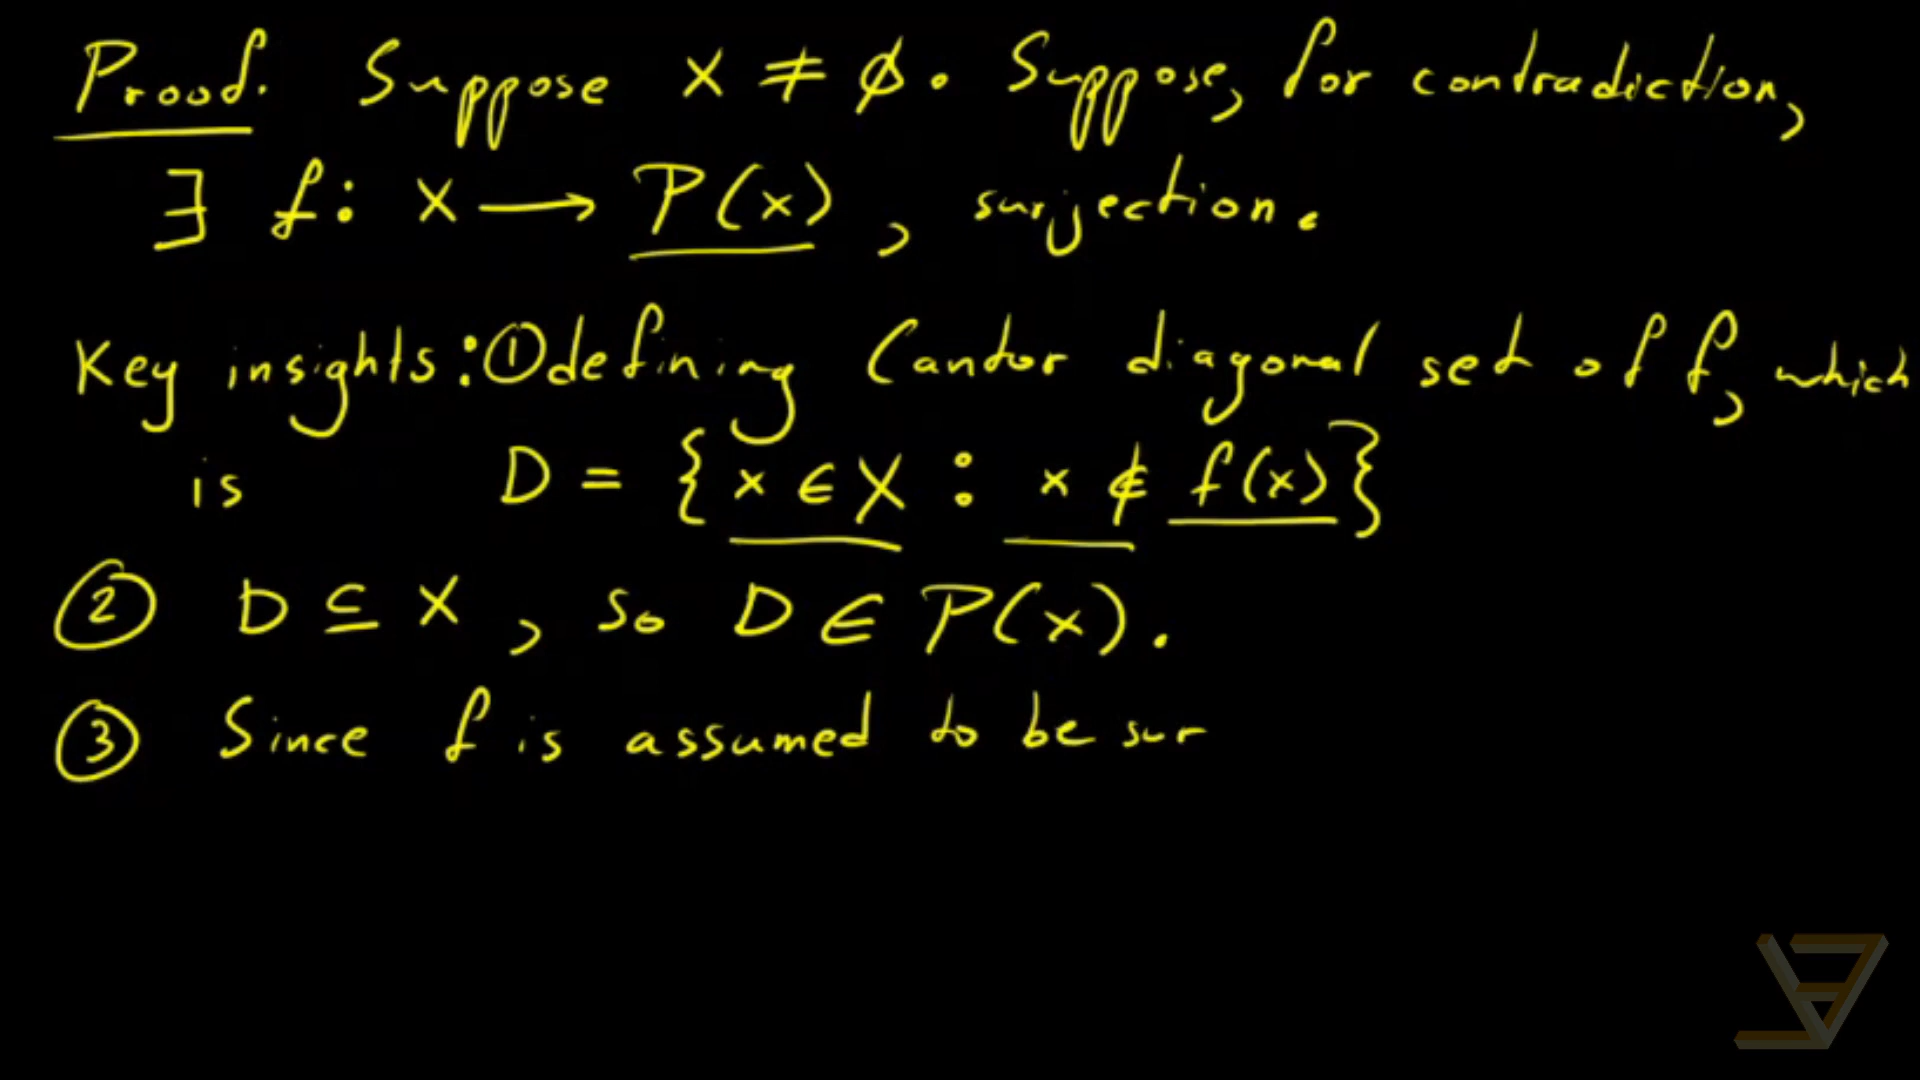 Proof. Suppose X ≠ ∅. Suppose, for contradiction,
∃ f: X → P(X), surjection.
Key insights: ① defining Cantor diagonal set of f, which
is D = {x ∈ X : x ∉ f(x)}
② D ⊆ X, so D ∈ P(X).
③ Since f is assumed to be sur